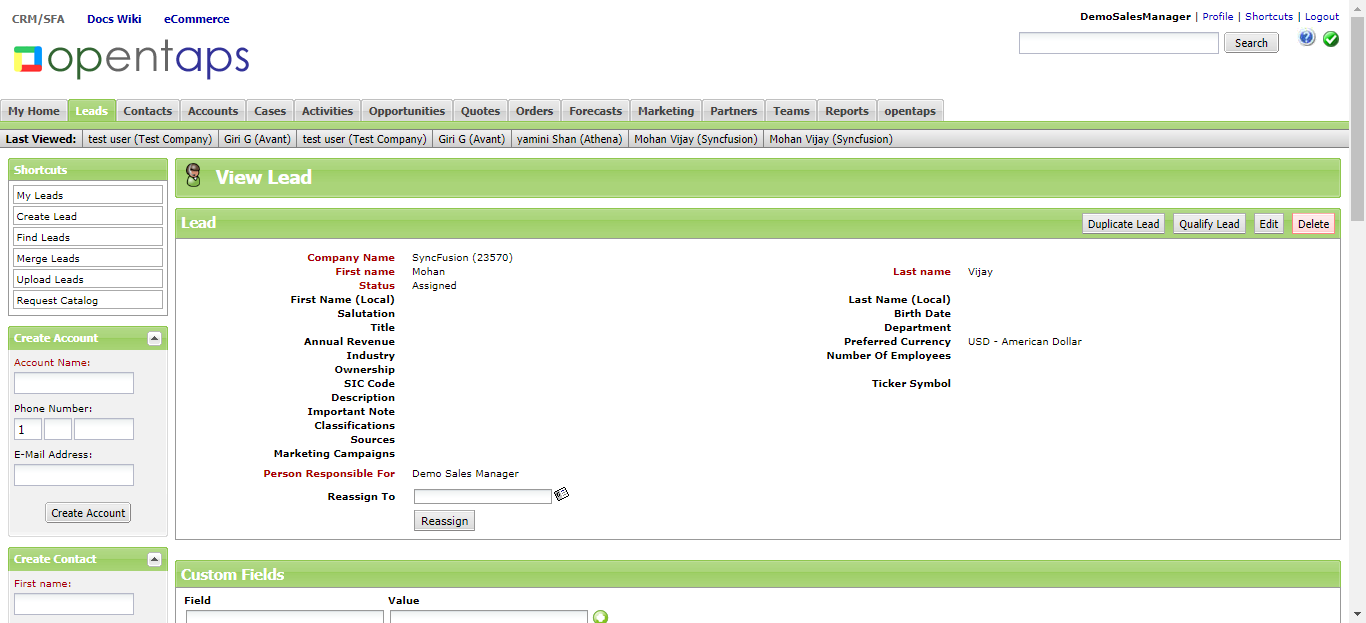 CRM/SFA Docs Wiki eCommerce
DemoSalesManager | Profile | Shortcuts | Logout
opentaps
Search
My Home Leads Contacts Accounts Cases Activities Opportunities Quotes Orders Forecasts Marketing Partners Teams Reports opentaps
Last Viewed: test user (Test Company) Giri G (Avant) test user (Test Company) Giri G (Avant) yamini Shan (Athena) Mohan Vijay (Syncfusion) Mohan Vijay (Syncfusion)
Shortcuts
My Leads
Create Lead
Find Leads
Merge Leads
Upload Leads
Request Catalog
Create Account
Account Name:
Phone Number:
1
E-Mail Address:
Create Account
Create Contact
First name:
View Lead
Lead
Duplicate Lead Qualify Lead Edit Delete
Company Name SyncFusion (23570)
First name Mohan Last name Vijay
Status Assigned
First Name (Local) Last Name (Local)
Salutation Birth Date
Title Department
Annual Revenue Preferred Currency USD - American Dollar
Industry Number Of Employees
Ownership
SIC Code Ticker Symbol
Description
Important Note
Classifications
Sources
Marketing Campaigns
Person Responsible For Demo Sales Manager
Reassign To
Reassign
Custom Fields
Field Value